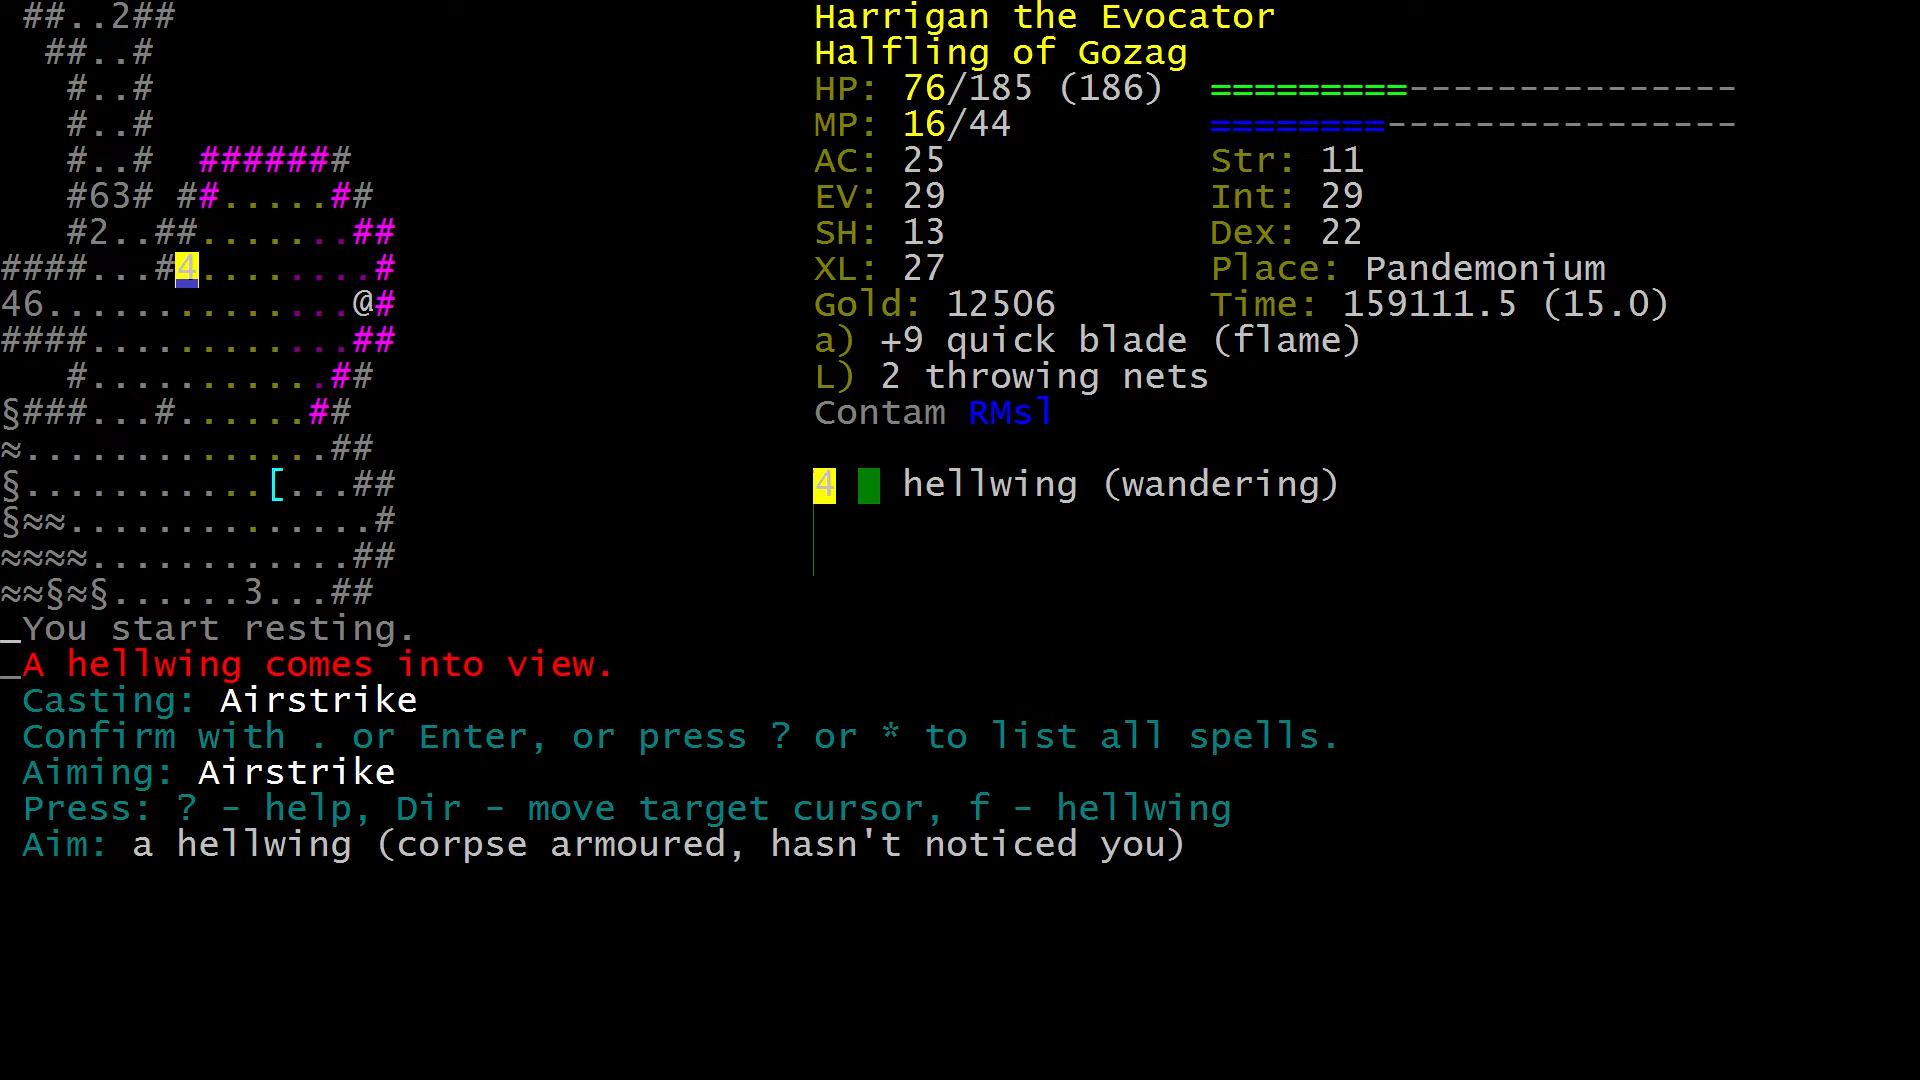 ##..2##
Harrigan the Evocator
##..#
Halfling of Gozag
#..#
HP: 76/185 (186) =========---------------
#..#
MP: 16/44 ========----------------
#..# #######
AC: 25 Str: 11
#63# ##.....##
EV: 29 Int: 29
#2..##.......##
SH: 13 Dex: 22
####...#4........#
XL: 27 Place: Pandemonium
46..............@#
Gold: 12506 Time: 159111.5 (15.0)
####............##
a) +9 quick blade (flame)
#...........##
L) 2 throwing nets
§###...#......##
Contam RMsl
≈..............##
§...........[...##
4 hellwing (wandering)
§≈≈..............#
≈≈≈≈............##
≈≈§≈§......3...##
_You start resting.
_A hellwing comes into view.
Casting: Airstrike
Confirm with . or Enter, or press ? or * to list all spells.
Aiming: Airstrike
Press: ? - help, Dir - move target cursor, f - hellwing
Aim: a hellwing (corpse armoured, hasn't noticed you)